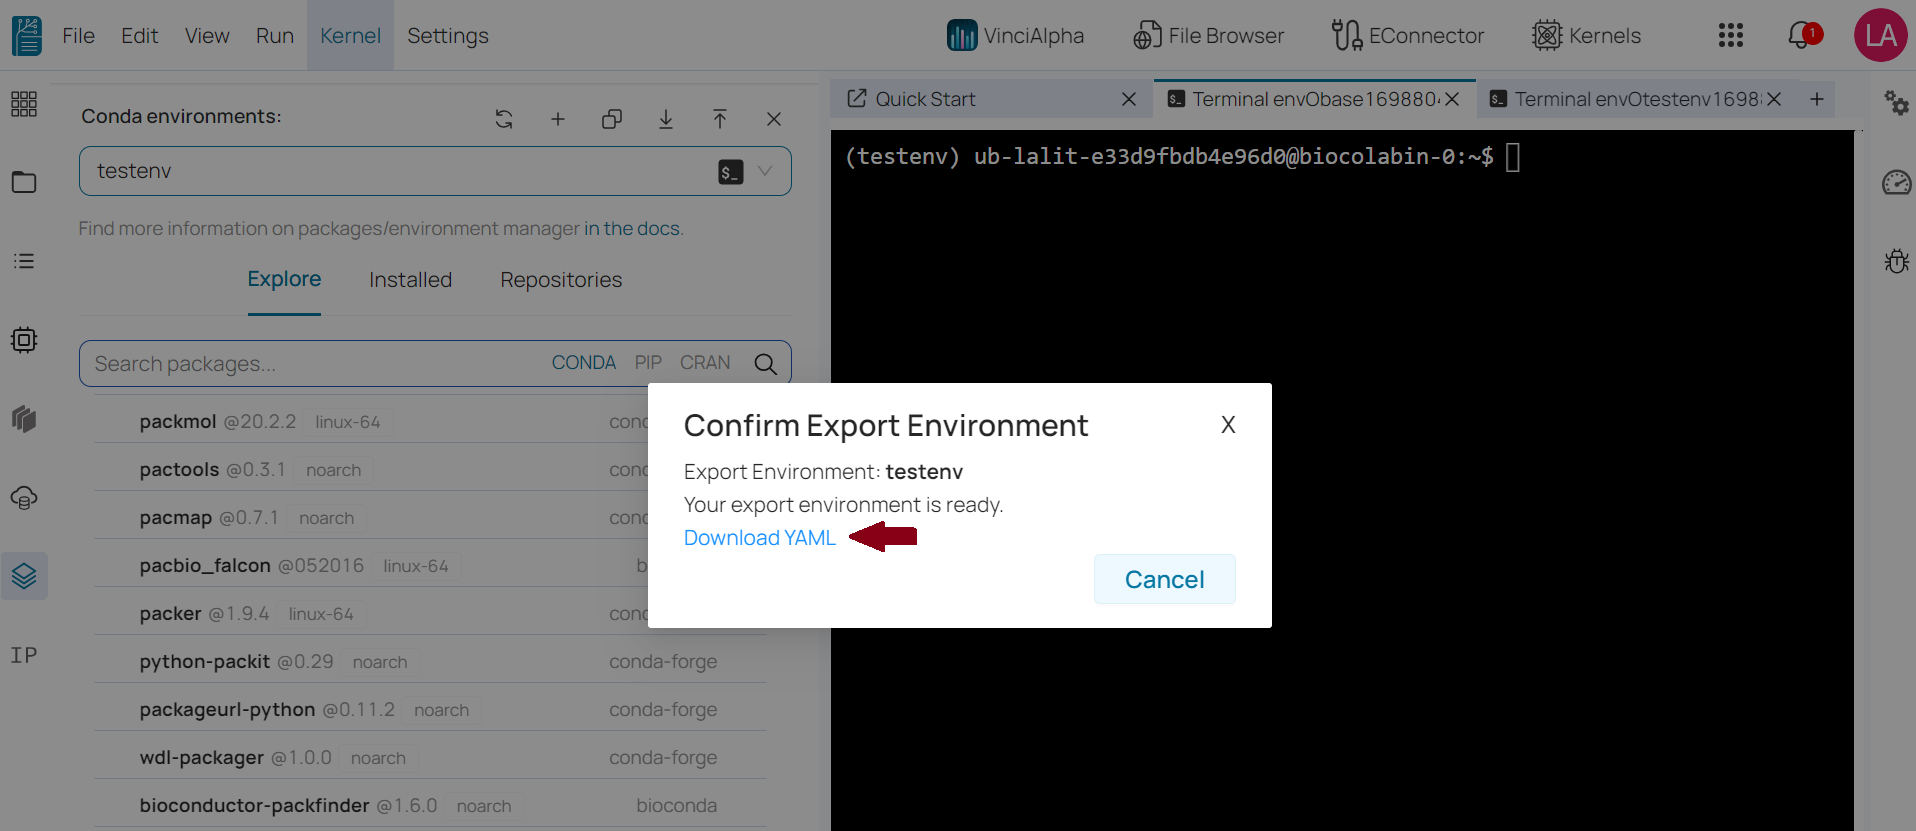 File Edit View Run Kernel Settings VinciAlpha File Browser EConnector Kernels 1 LA
Conda environments:
Quick Start
Terminal env0base1698804
Terminal env0testenv1698
testenv
$_
(testenv) ub-lalit-e33d9fbdb4e96d0@biocolabin-0:~$
Find more information on packages/environment manager in the docs.
Explore Installed Repositories
Search packages... CONDA PIP CRAN
packmol @20.2.2 linux-64
pactools @0.3.1 noarch
pacmap @0.7.1 noarch
pacbio_falcon @052016 linux-64
packer @1.9.4 linux-64
python-packit @0.29 noarch conda-forge
packageurl-python @0.11.2 noarch conda-forge
wdl-packager @1.0.0 noarch conda-forge
bioconductor-packfinder @1.6.0 noarch bioconda
IP
Confirm Export Environment X
Export Environment: testenv
Your export environment is ready.
Download YAML
Cancel